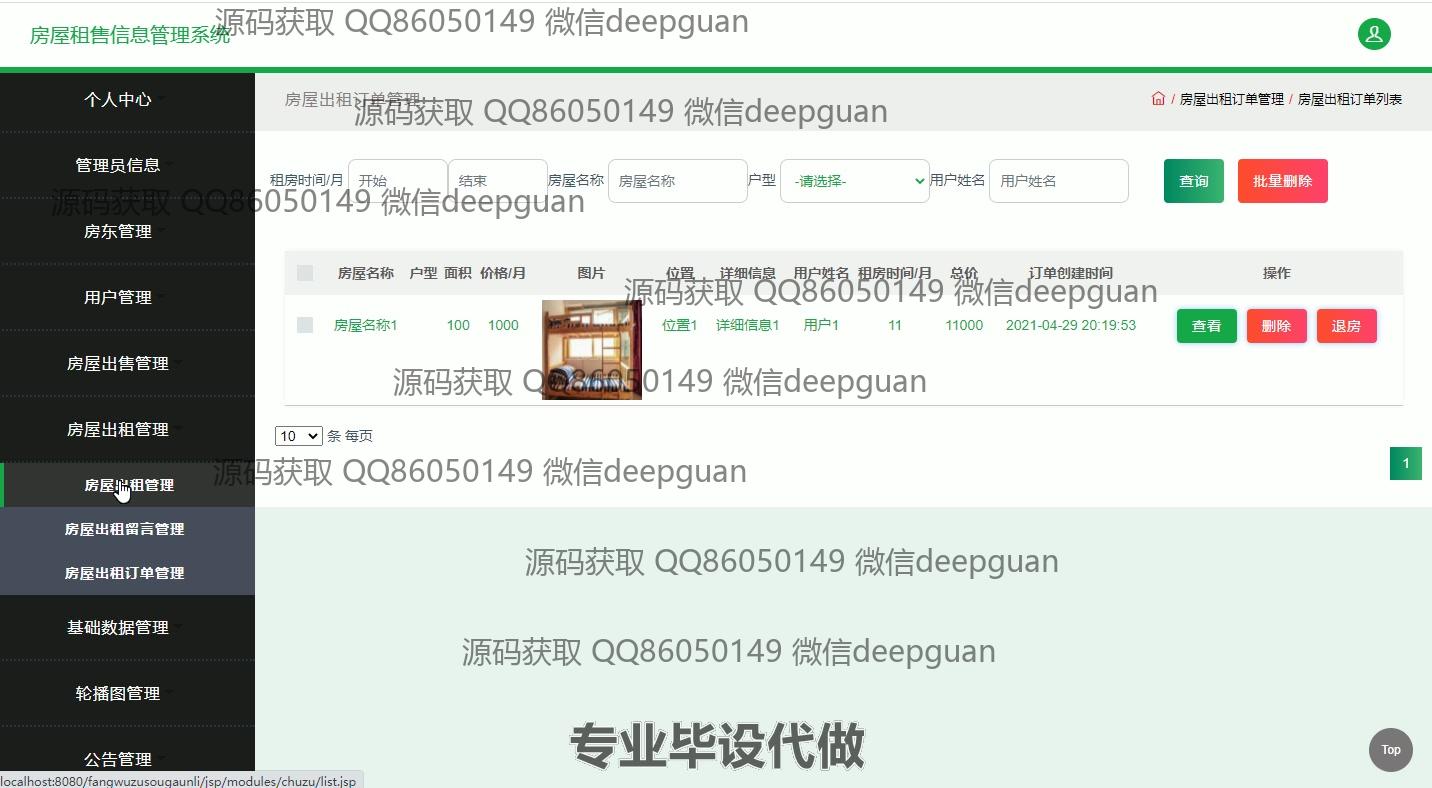 房屋租售信息管理系统
源码获取 QQ86050149 微信deepguan
个人中心
管理员信息
房东管理
用户管理
房屋出售管理
房屋出租管理
房屋出租管理
房屋出租留言管理
房屋出租订单管理
基础数据管理
轮播图管理
公告管理
房屋出租订单管理
源码获取 QQ86050149 微信deepguan
/ 房屋出租订单管理 / 房屋出租订单列表
租房时间/月 开始 结束 房屋名称 房屋名称 户型 -请选择- 用户姓名 用户姓名 查询 批量删除
源码获取 QQ86050149 微信deepguan
房屋名称 户型 面积 价格/月 图片 位置 详细信息 用户姓名 租房时间/月 总价 订单创建时间 操作
源码获取 QQ86050149 微信deepguan
房屋名称1 100 1000 位置1 详细信息1 用户1 11 11000 2021-04-29 20:19:53 查看 删除 退房
源码获取 QQ86050149 微信deepguan
10 条 每页
1
源码获取 QQ86050149 微信deepguan
源码获取 QQ86050149 微信deepguan
源码获取 QQ86050149 微信deepguan
专业毕设代做
Top
localhost:8080/fangwuzusougaunli/jsp/modules/chuzu/list.jsp